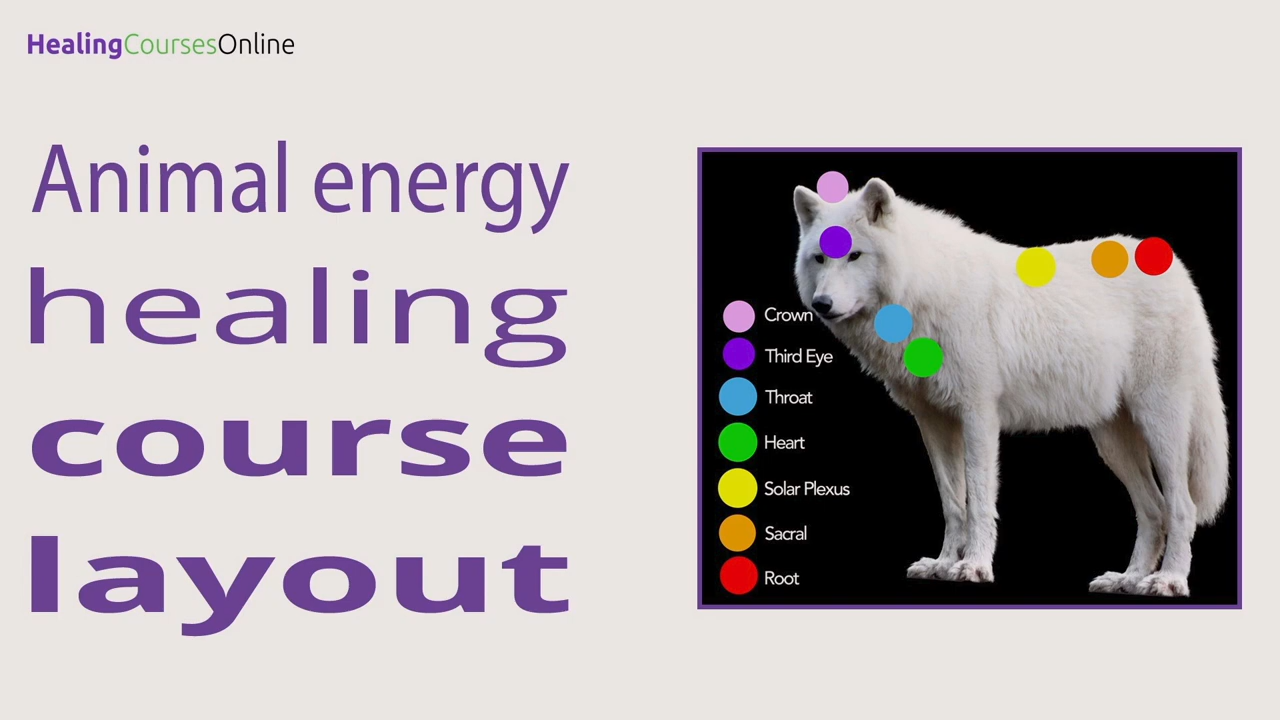 HealingCoursesOnline
Animal energy
healing
course
layout
Crown
Third Eye
Throat
Heart
Solar Plexus
Sacral
Root